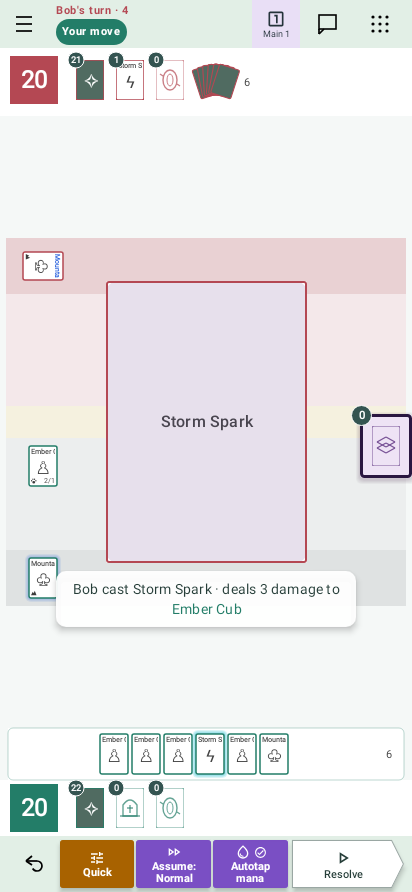 Bob's turn · 4
Your move
1
Main 1
20
21
1
Storm S
0
6
Mounta
Storm Spark
0
Ember C
2/1
Mounta
Bob cast Storm Spark · deals 3 damage to
Ember Cub
Ember C
Ember C
Ember C
Storm S
Ember C
Mounta
6
20
22
0
0
Quick
Assume:
Normal
Autotap
mana
Resolve